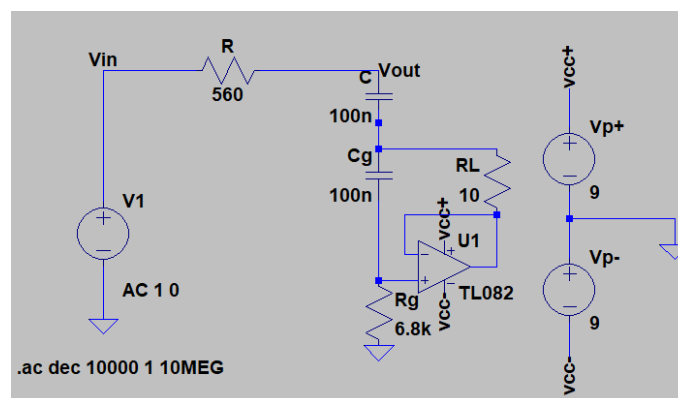 R
Vin
560
C
Vout
100n
Cg
100n
RL
10
V1
AC 1 0
vcc+
U1
TL082
vcc-
Rg
6.8k
vcc+
Vp+
9
Vp-
9
vcc-
.ac dec 10000 1 10MEG